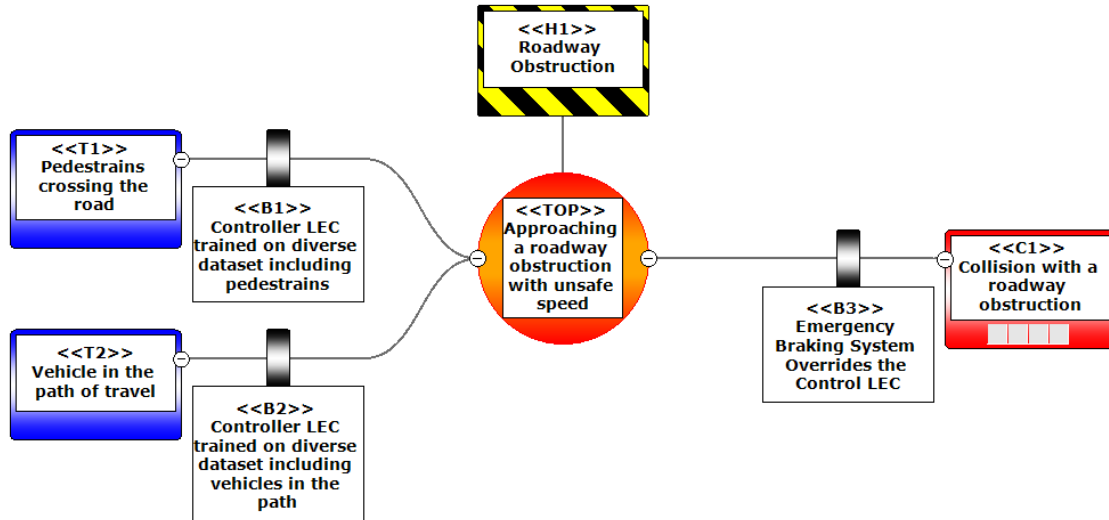 <<H1>>
Roadway
Obstruction
<<T1>>
Pedestrains
crossing the
road
<<B1>>
Controller LEC
trained on diverse
dataset including
pedestrains
<<TOP>>
Approaching
a roadway
obstruction
with unsafe
speed
<<C1>>
Collision with a
roadway
obstruction
<<B3>>
Emergency
Braking System
Overrides the
Control LEC
<<T2>>
Vehicle in the
path of travel
<<B2>>
Controller LEC
trained on diverse
dataset including
vehicles in the
path